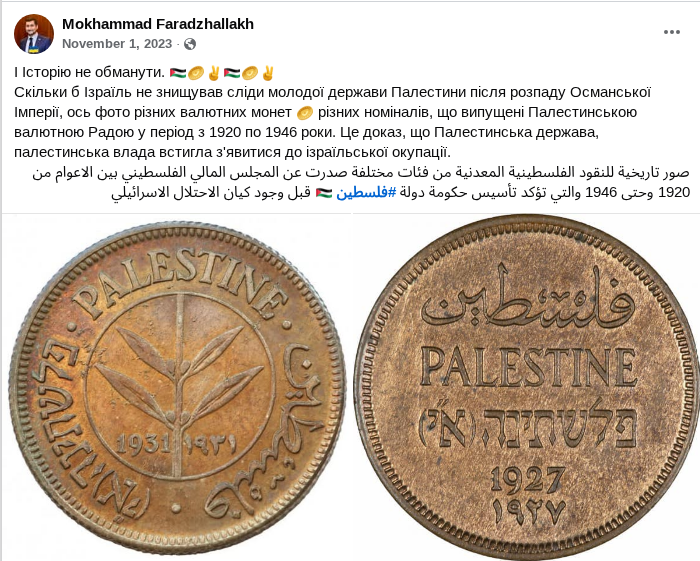 Mokhammad Faradzhallakh
November 1, 2023
І Історію не обманути. 🇵🇸🪙✌️🇵🇸🪙✌️
Скільки б Ізраїль не знищував сліди молодої держави Палестини після розпаду Османської
Імперії, ось фото різних валютних монет 🪙 різних номіналів, що випущені Палестинською
валютною Радою у період з 1920 по 1946 роки. Це доказ, що Палестинська держава,
палестинська влада встигла з'явитися до ізраїльської окупації.
صور تاريخية للنقود الفلسطينية المعدنية من فئات مختلفة صدرت عن المجلس المالي الفلسطيني بين الاعوام من
1920 وحتى 1946 والتي تؤكد تأسيس حكومة دولة #فلسطين 🇵🇸 قبل وجود كيان الاحتلال الاسرائيلي
PALESTINE
פלשתינה (א״י)
فلسطين
1931 ١٩٣١
فلسطين
PALESTINE
פלשתינה (א״י)
1927
١٩٢٧